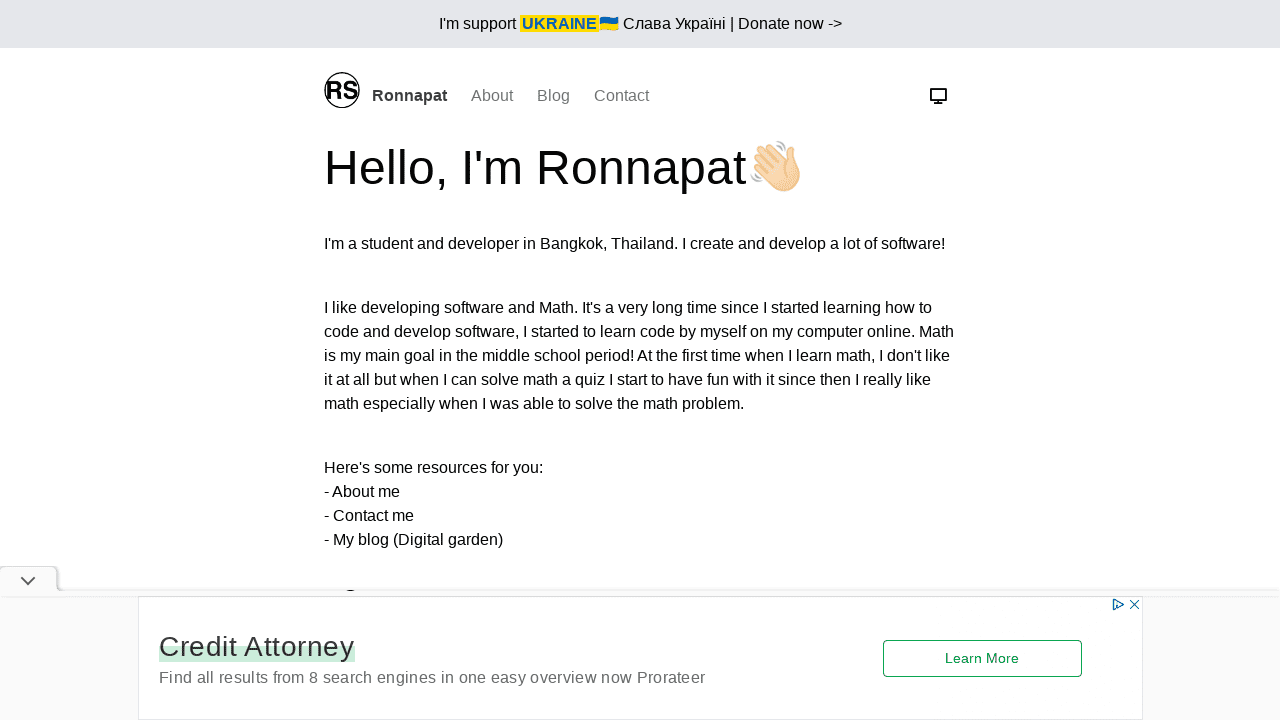 I'm support UKRAINE🇺🇦 Слава Україні | Donate now ->
RS Ronnapat About Blog Contact
Hello, I'm Ronnapat👋🏻
I'm a student and developer in Bangkok, Thailand. I create and develop a lot of software!
I like developing software and Math. It's a very long time since I started learning how to
code and develop software, I started to learn code by myself on my computer online. Math
is my main goal in the middle school period! At the first time when I learn math, I don't like
it at all but when I can solve math a quiz I start to have fun with it since then I really like
math especially when I was able to solve the math problem.
Here's some resources for you:
- About me
- Contact me
- My blog (Digital garden)
Credit Attorney
Find all results from 8 search engines in one easy overview now Prorateer
Learn More